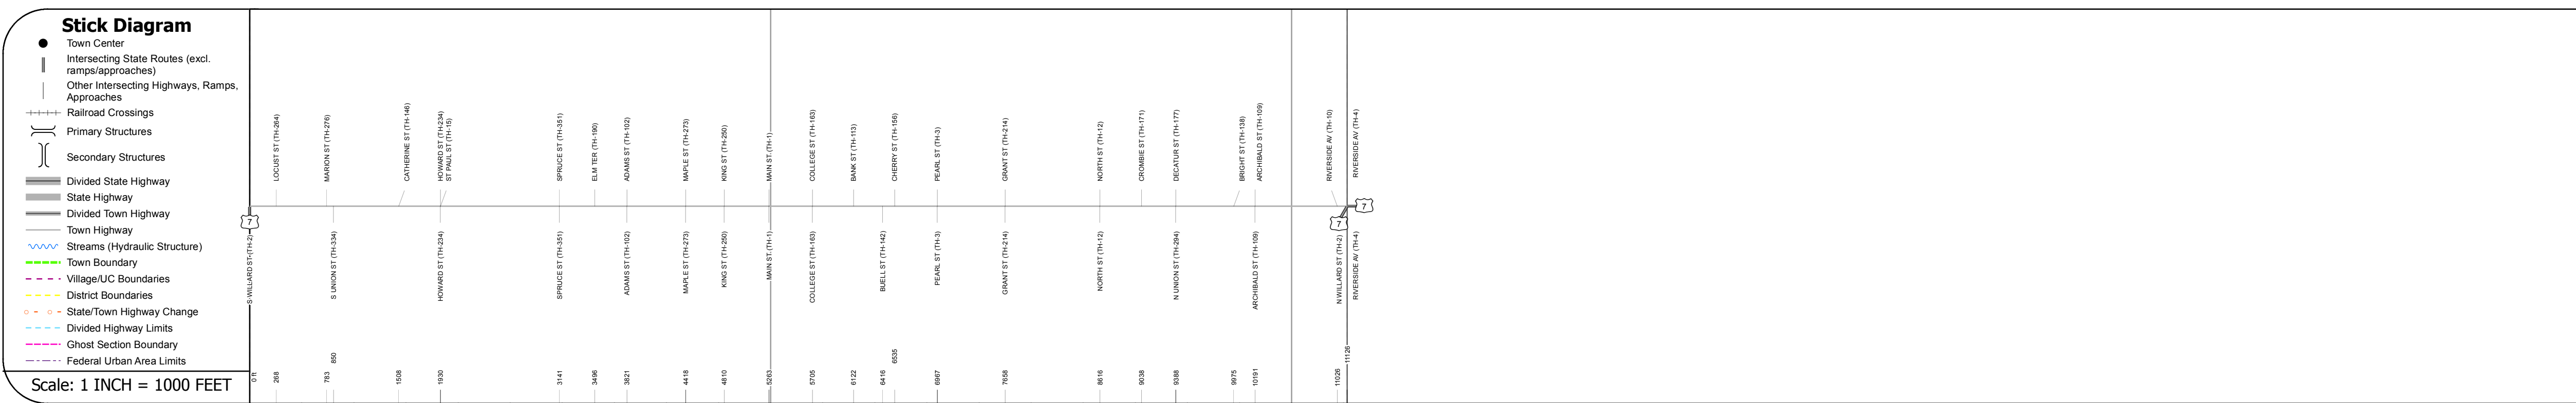 Stick Diagram
Town Center
Intersecting State Routes (excl.
ramps/approaches)
Other Intersecting Highways, Ramps,
Approaches
Railroad Crossings
Primary Structures
Secondary Structures
Divided State Highway
State Highway
Divided Town Highway
Town Highway
Streams (Hydraulic Structure)
Town Boundary
Village/UC Boundaries
District Boundaries
State/Town Highway Change
Divided Highway Limits
Ghost Section Boundary
Federal Urban Area Limits
Scale: 1 INCH = 1000 FEET
LOCUST ST (TH-264)
MARION ST (TH-276)
CATHERINE ST (TH-146)
HOWARD ST (TH-234)
ST PAUL ST (TH-15)
SPRUCE ST (TH-351)
ELM TER (TH-190)
ADAMS ST (TH-102)
MAPLE ST (TH-273)
KING ST (TH-250)
MAIN ST (TH-1)
COLLEGE ST (TH-163)
BANK ST (TH-113)
CHERRY ST (TH-156)
PEARL ST (TH-3)
GRANT ST (TH-214)
NORTH ST (TH-12)
CROMBIE ST (TH-171)
DECATUR ST (TH-177)
BRIGHT ST (TH-138)
ARCHIBALD ST (TH-109)
RIVERSIDE AV (TH-10)
RIVERSIDE AV (TH-4)
7
7
7
S WILLARD ST (TH-2)
S UNION ST (TH-334)
HOWARD ST (TH-234)
SPRUCE ST (TH-351)
ADAMS ST (TH-102)
MAPLE ST (TH-273)
KING ST (TH-250)
MAIN ST (TH-1)
COLLEGE ST (TH-163)
BUELL ST (TH-142)
PEARL ST (TH-3)
GRANT ST (TH-214)
NORTH ST (TH-12)
N UNION ST (TH-294)
ARCHIBALD ST (TH-109)
N WILLARD ST (TH-2)
RIVERSIDE AV (TH-4)
0 ft
268
783
850
1508
1930
3141
3496
3821
4418
4810
5263
5705
6122
6416
6535
6967
7658
8616
9038
9388
9975
10191
11026
11126